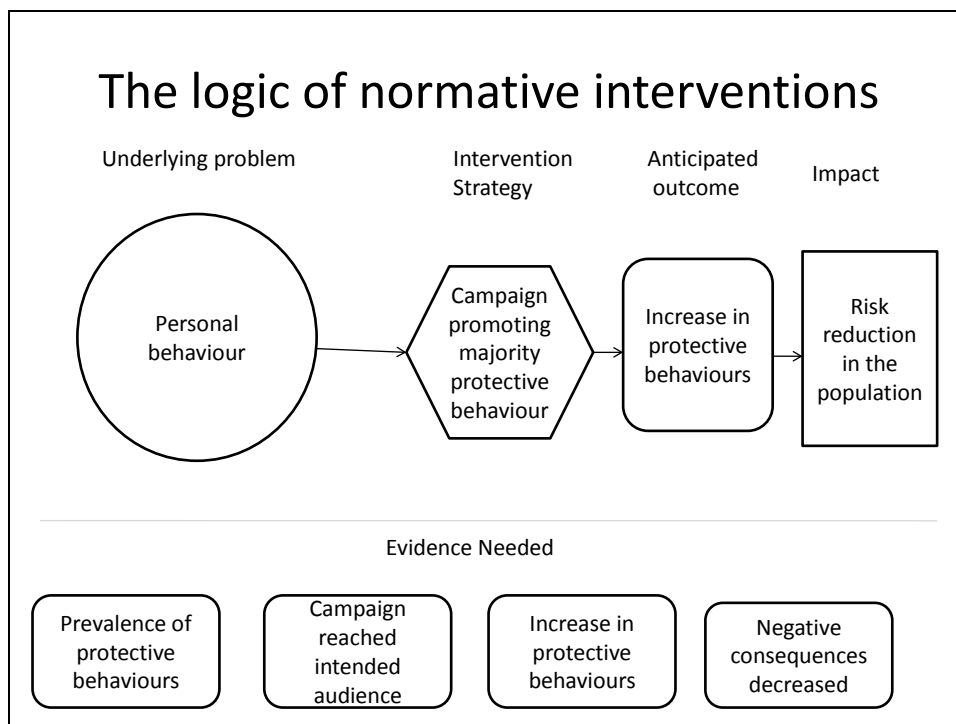 The logic of normative interventions
Underlying problem
Intervention
Strategy
Anticipated
outcome
Impact
Personal
behaviour
Campaign
promoting
majority
protective
behaviour
Increase in
protective
behaviours
Risk
reduction
in the
population
Evidence Needed
Prevalence of
protective
behaviours
Campaign
reached
intended
audience
Increase in
protective
behaviours
Negative
consequences
decreased